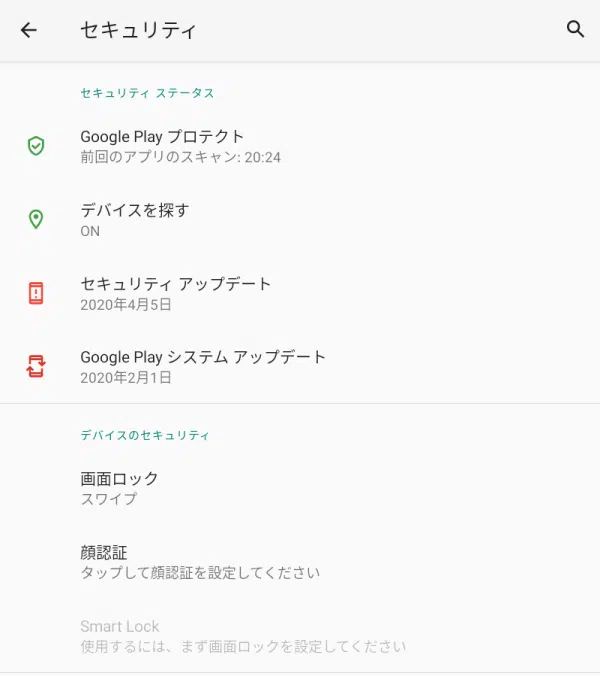 セキュリティ
セキュリティ ステータス
Google Play プロテクト
前回のアプリのスキャン: 20:24
デバイスを探す
ON
セキュリティ アップデート
2020年4月5日
Google Play システム アップデート
2020年2月1日
デバイスのセキュリティ
画面ロック
スワイプ
顔認証
タップして顔認証を設定してください
Smart Lock
使用するには、まず画面ロックを設定してください